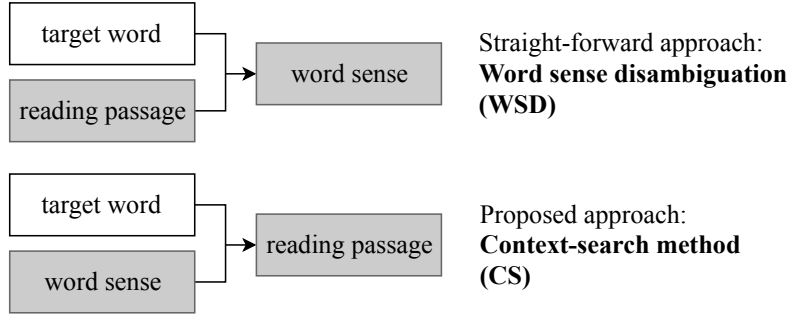 target word
reading passage
word sense
Straight-forward approach:
Word sense disambiguation
(WSD)
target word
word sense
reading passage
Proposed approach:
Context-search method
(CS)